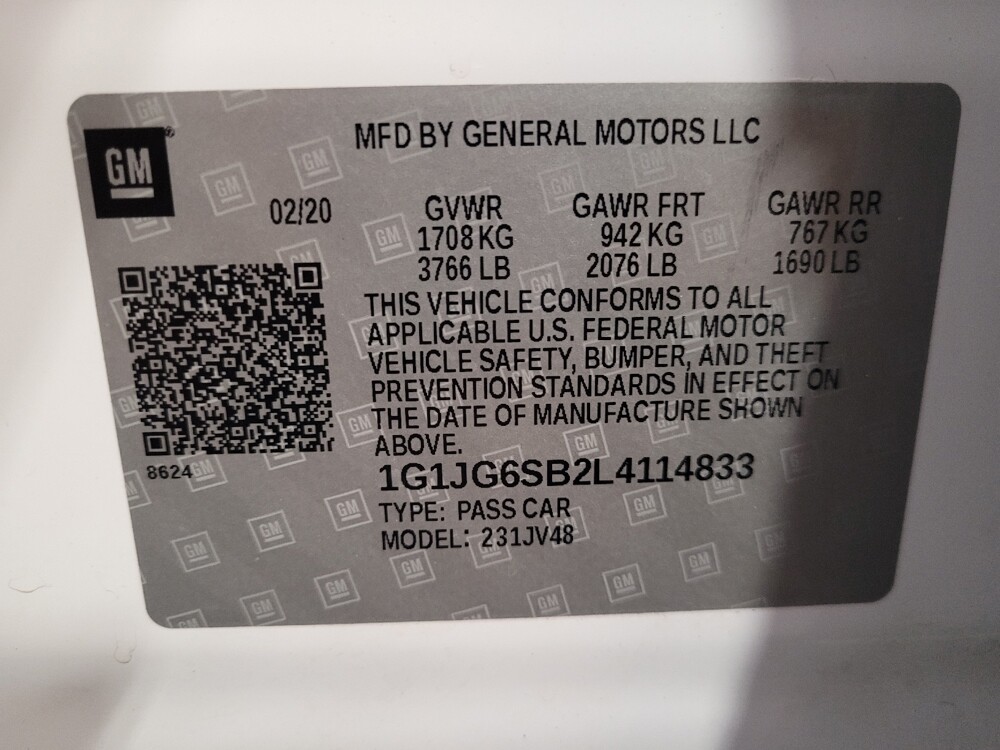 MFD BY GENERAL MOTORS LLC
GM®
02/20
GVWR GAWR FRT GAWR RR
1708 KG 942 KG 767 KG
3766 LB 2076 LB 1690 LB
THIS VEHICLE CONFORMS TO ALL
APPLICABLE U.S. FEDERAL MOTOR
VEHICLE SAFETY, BUMPER, AND THEFT
PREVENTION STANDARDS IN EFFECT ON
THE DATE OF MANUFACTURE SHOWN
ABOVE.
8624
1G1JG6SB2L4114833
TYPE: PASS CAR
MODEL: 231JV48